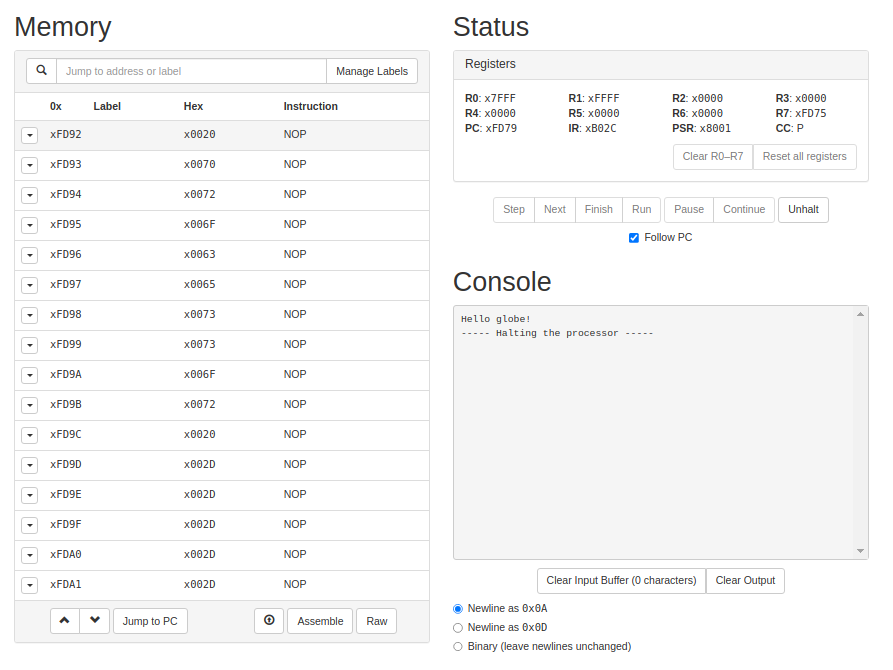 Memory
Jump to address or label
Manage Labels
0x Label Hex Instruction
xFD92 x0020 NOP
xFD93 x0070 NOP
xFD94 x0072 NOP
xFD95 x006F NOP
xFD96 x0063 NOP
xFD97 x0065 NOP
xFD98 x0073 NOP
xFD99 x0073 NOP
xFD9A x006F NOP
xFD9B x0072 NOP
xFD9C x0020 NOP
xFD9D x002D NOP
xFD9E x002D NOP
xFD9F x002D NOP
xFDA0 x002D NOP
xFDA1 x002D NOP
Jump to PC Assemble Raw
Status
Registers
R0: x7FFF R1: xFFFF R2: x0000 R3: x0000
R4: x0000 R5: x0000 R6: x0000 R7: xFD75
PC: xFD79 IR: xB02C PSR: x8001 CC: P
Clear R0–R7 Reset all registers
Step Next Finish Run Pause Continue Unhalt
Follow PC
Console
Hello globe!
----- Halting the processor -----
Clear Input Buffer (0 characters) Clear Output
Newline as 0x0A
Newline as 0x0D
Binary (leave newlines unchanged)